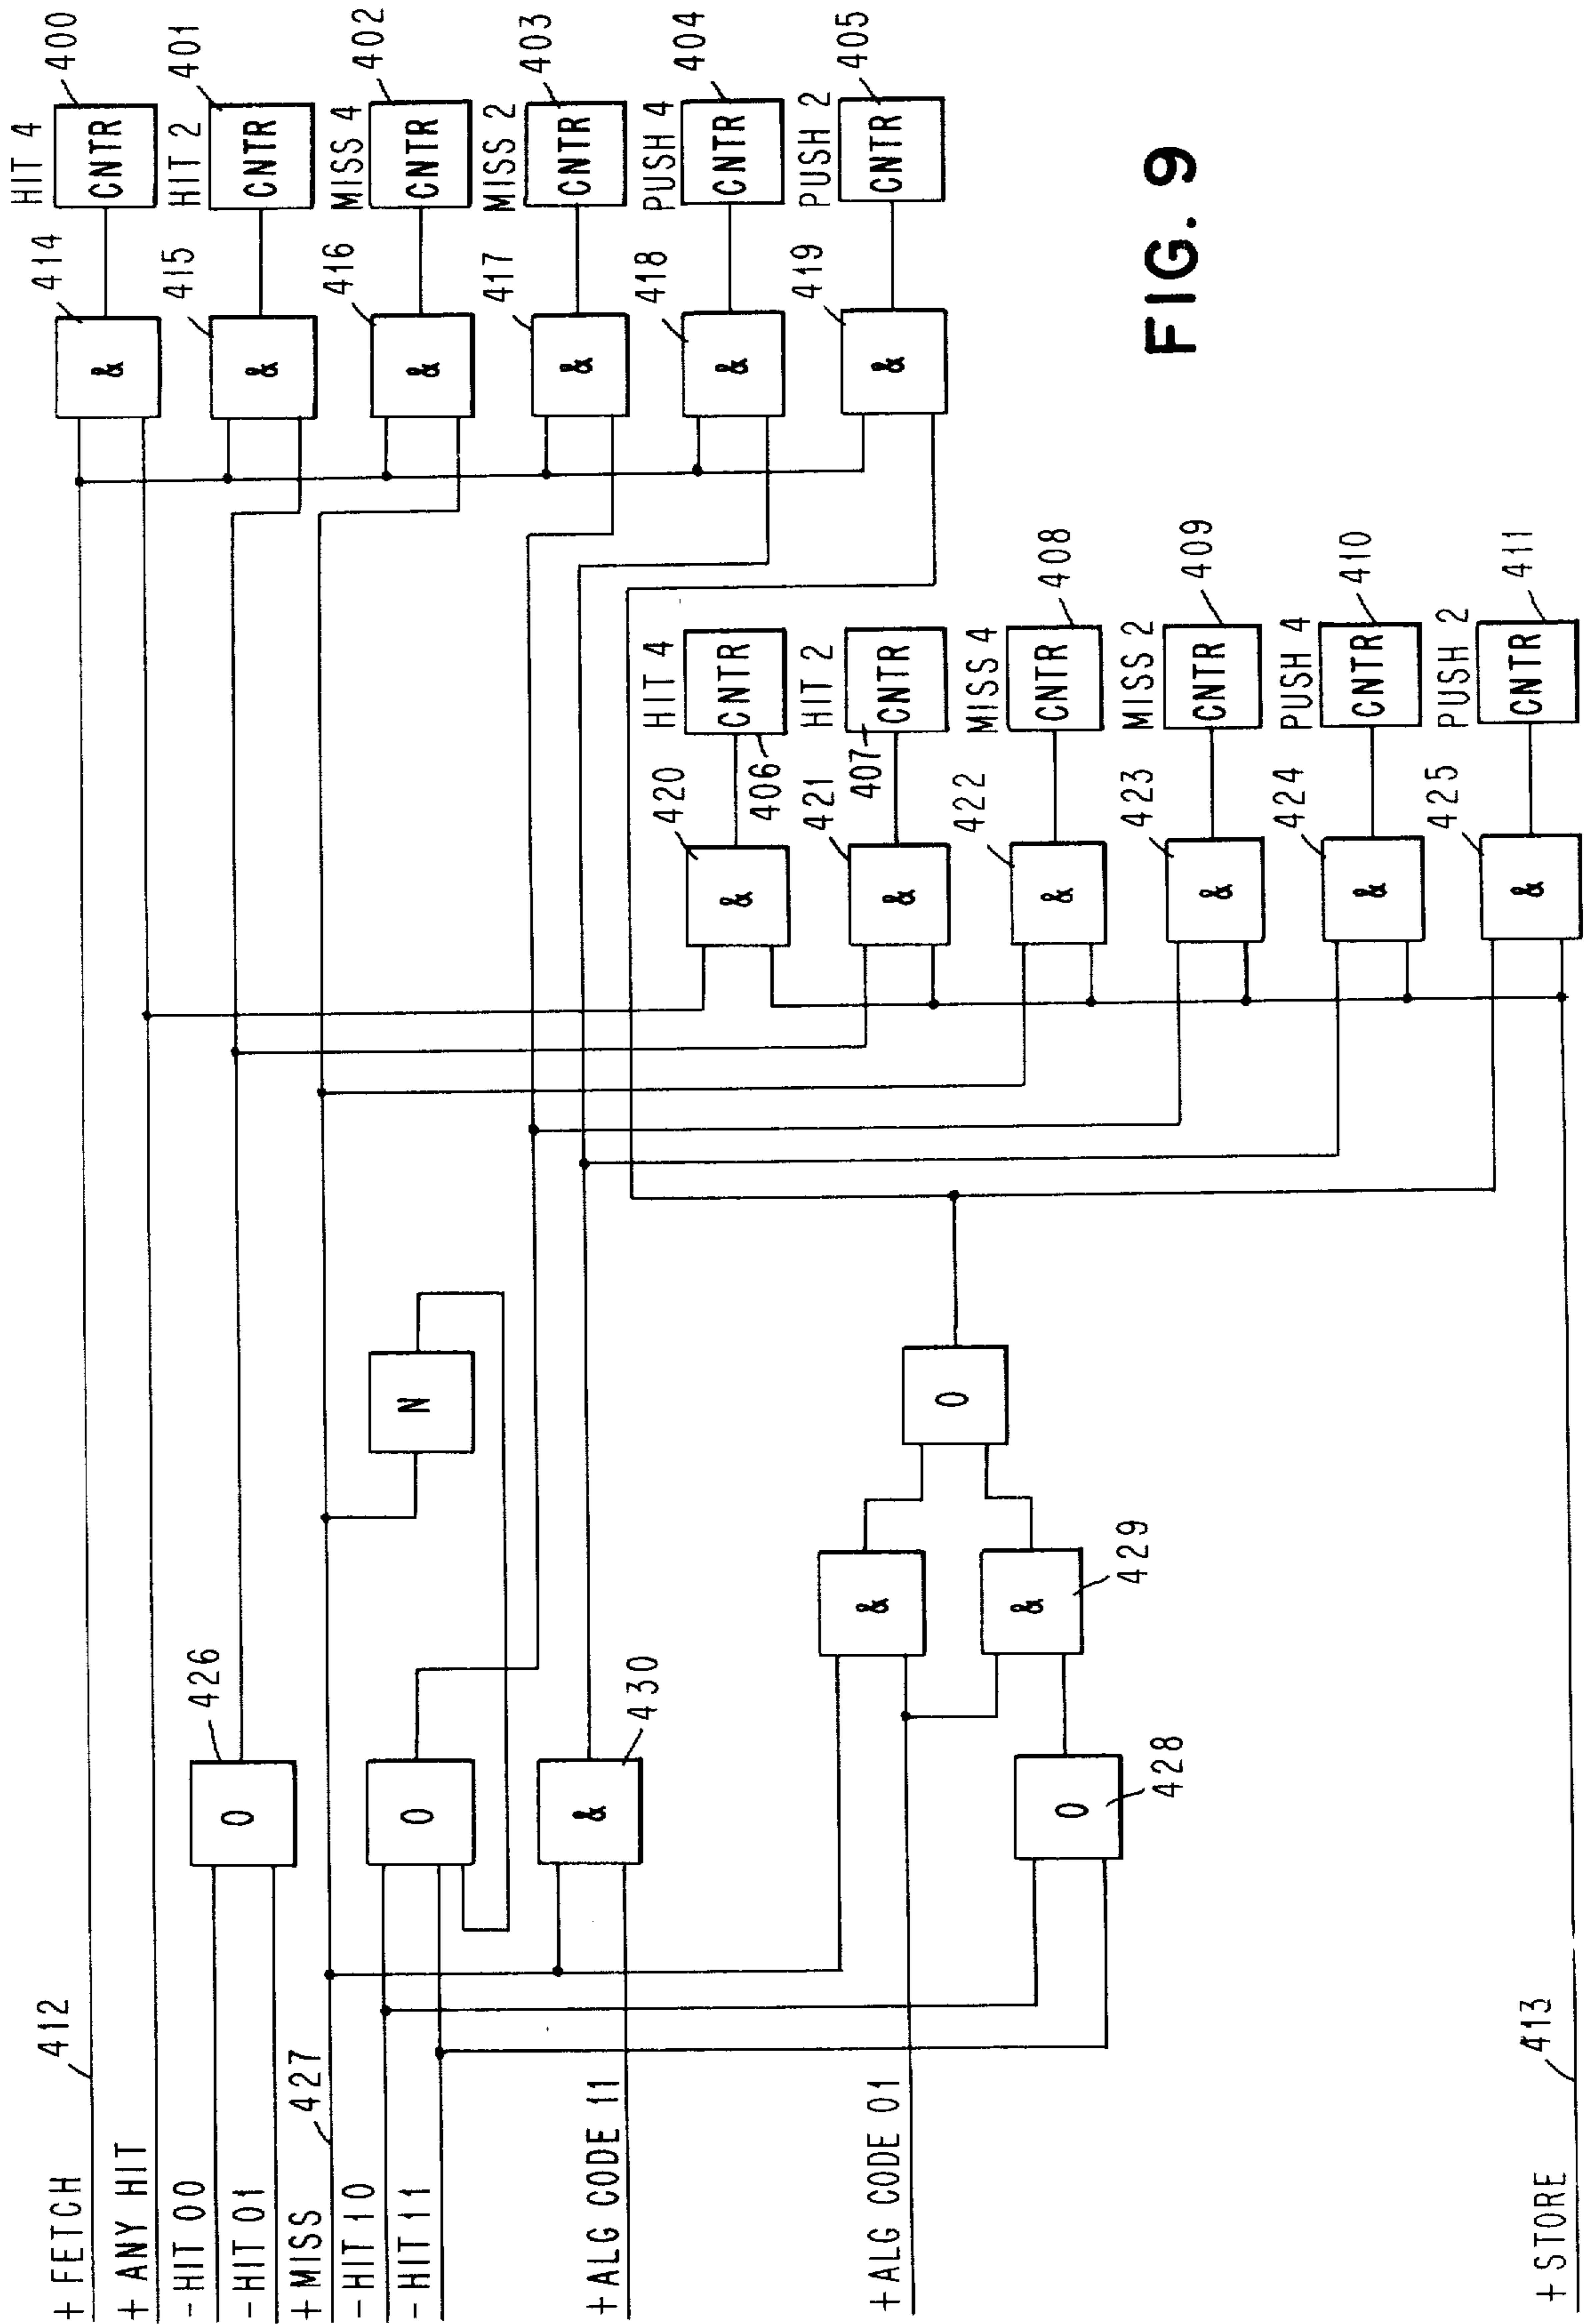 + FETCH
412
+ ANY HIT
- HIT 00
- HIT 01
+ MISS
427
- HIT 10
- HIT 11
+ ALG CODE 11
+ ALG CODE 01
+ STORE
413
O
426
O
&
430
O
428
N
&
&
429
O
&
414
HIT 4
CNTR
400
&
415
HIT 2
CNTR
401
&
416
MISS 4
CNTR
402
&
417
MISS 2
CNTR
403
&
418
PUSH 4
CNTR
404
&
419
PUSH 2
CNTR
405
&
420
HIT 4
CNTR
406
&
421
HIT 2
CNTR
407
&
422
MISS 4
CNTR
408
&
423
MISS 2
CNTR
409
&
424
PUSH 4
CNTR
410
&
425
PUSH 2
CNTR
411
FIG. 9